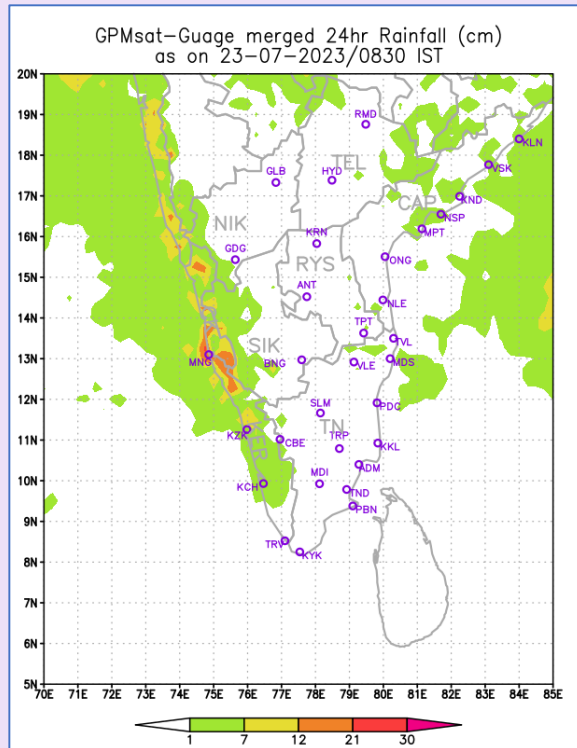 GPMsat-Guage merged 24hr Rainfall (cm)
as on 23-07-2023/0830 IST
20N
19N
RMD
KLN
18N
VSK
TEL
GLB
HYD
17N
KND
CAP
NSP
NIK
MPT
16N
KRN
GDG
RYS
ONG
15N
ANT
NLE
14N
TPT
SIK
TVL
13N
MNG
BNG
VLE
MDS
12N
SLM
PDC
TN
11N
KZK
KER
CBE
TRP
KKL
ADM
10N
KCH
MDI
TND
PBN
9N
TRV
KYK
8N
7N
6N
5N
70E 71E 72E 73E 74E 75E 76E 77E 78E 79E 80E 81E 82E 83E 84E 85E
1 7 12 21 30